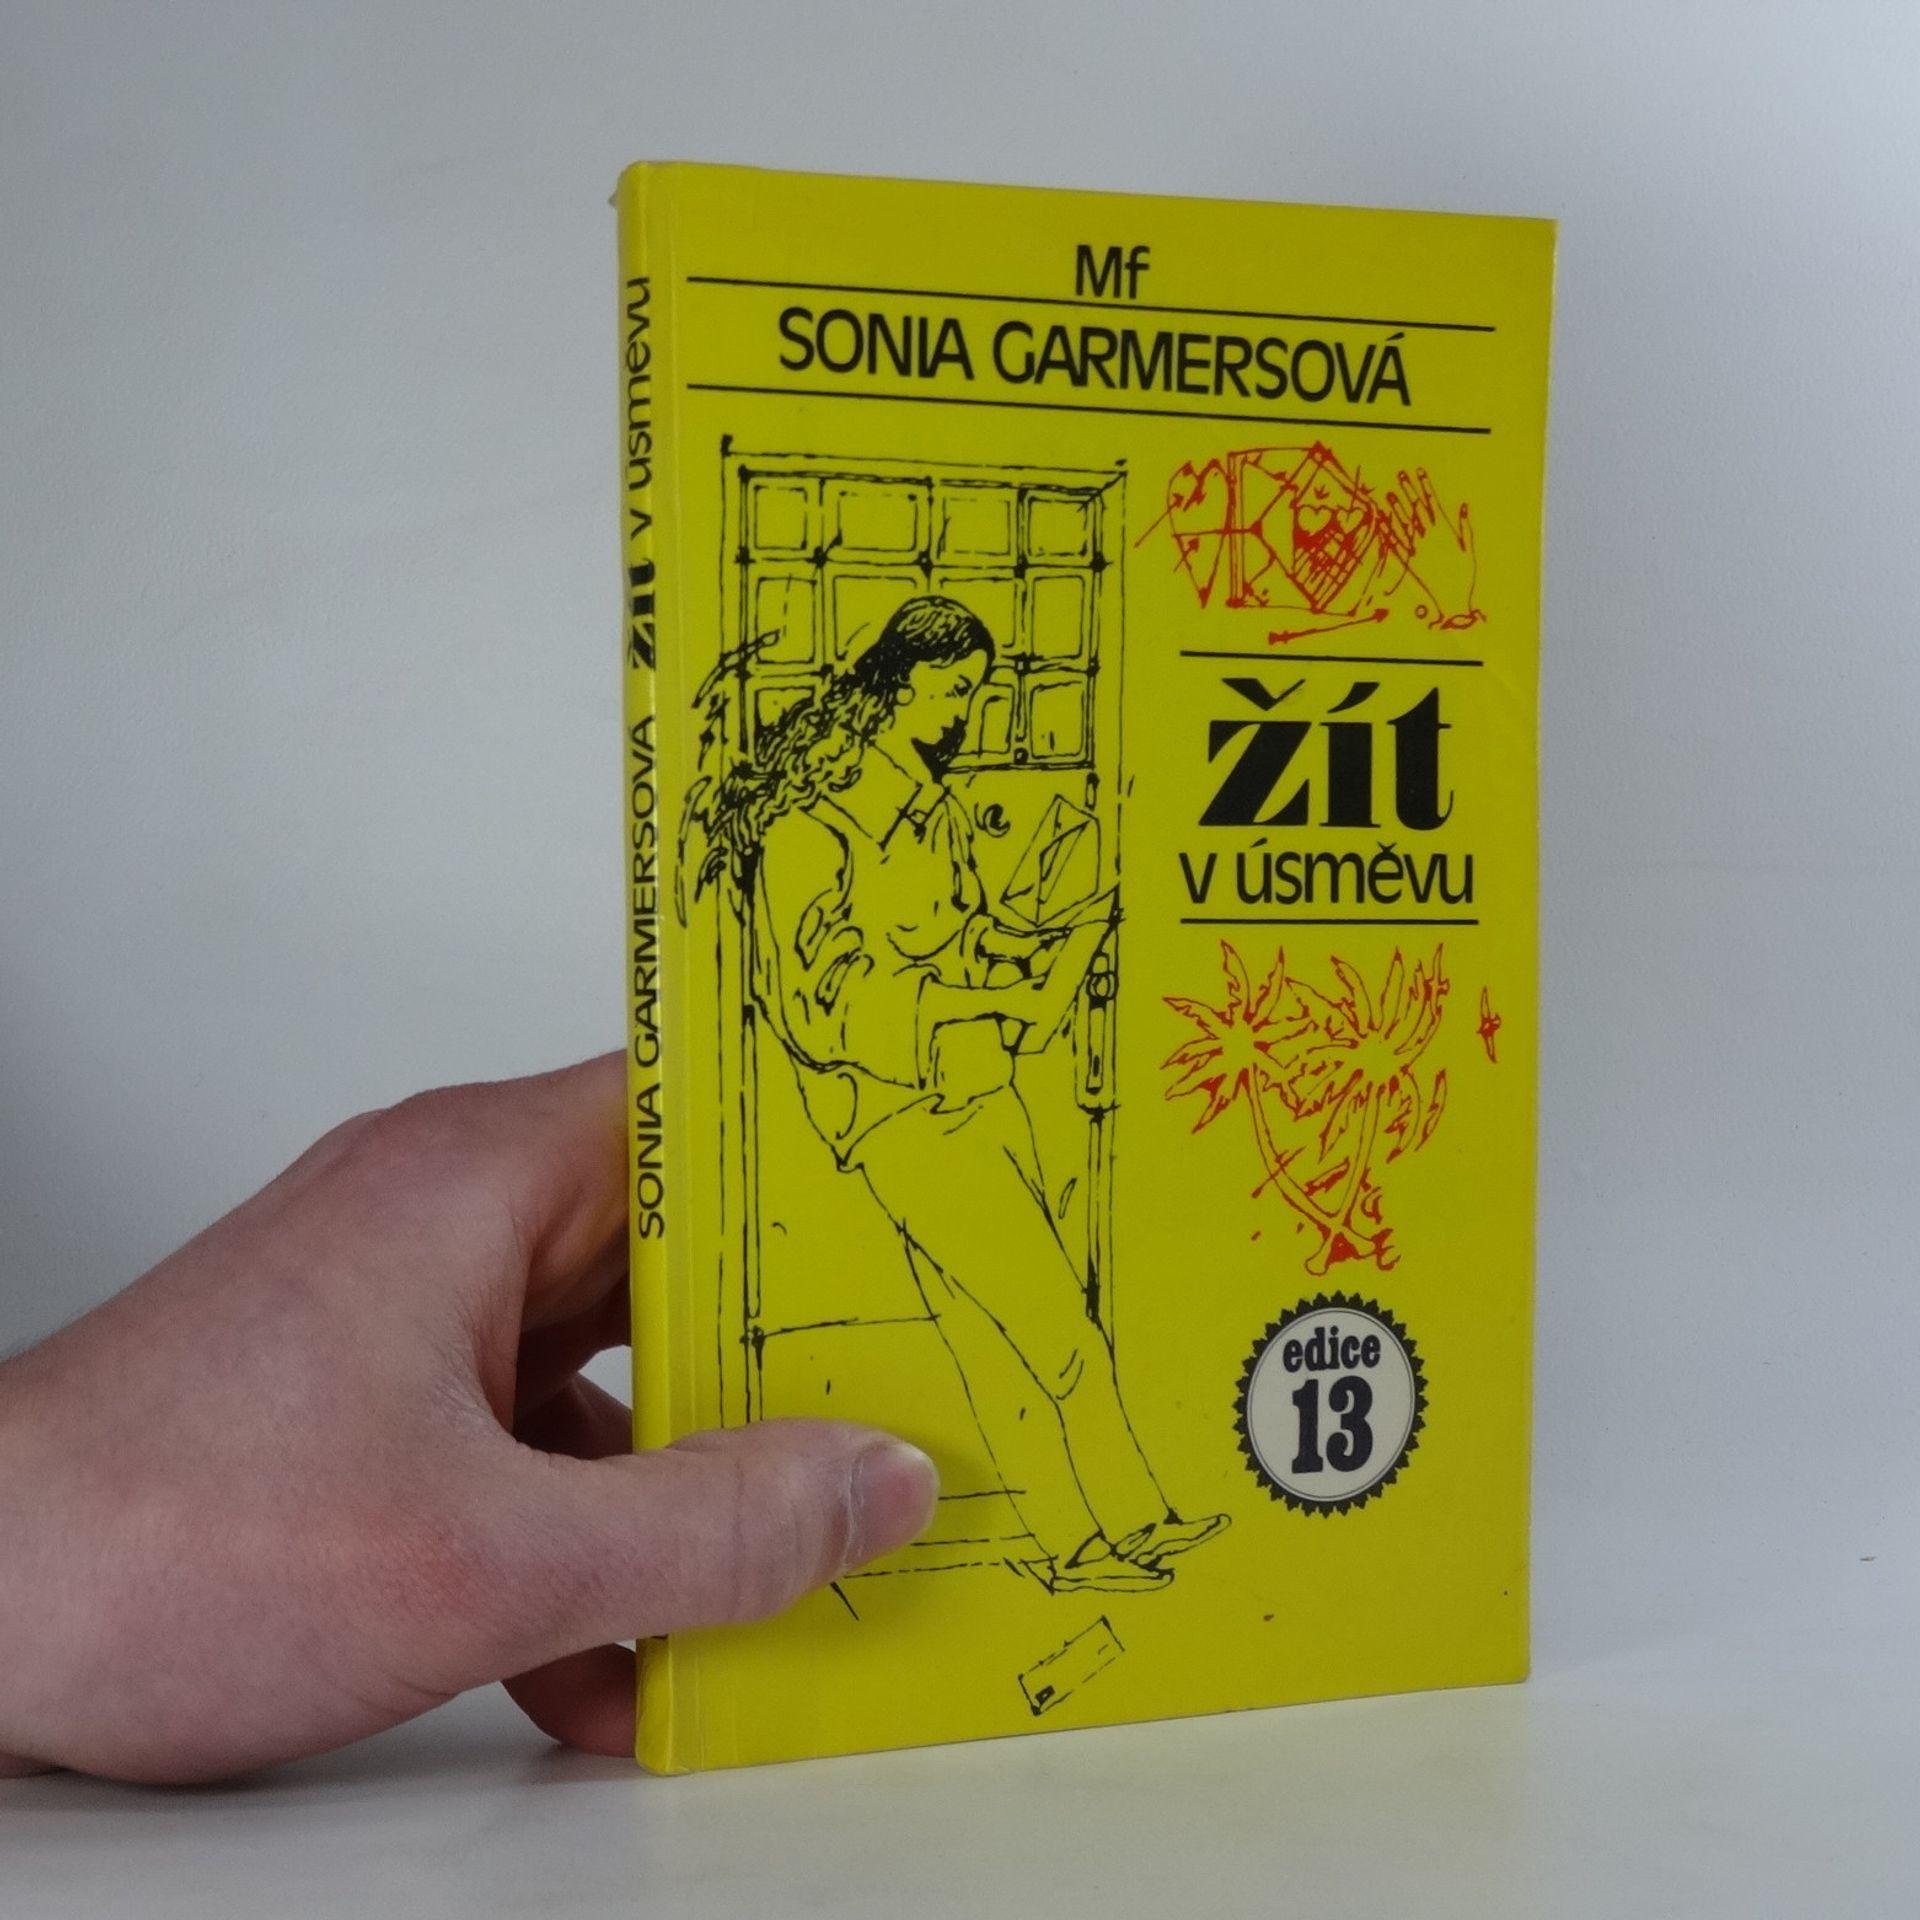 Mf
SONIA GARMERSOVÁ
žít
v úsměvu
edice
13
SONIA GARMERSOVÁ žít v úsměvu